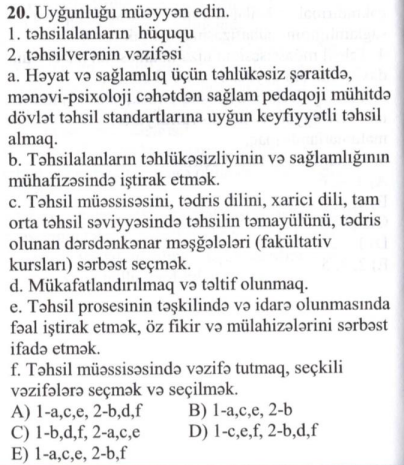 20. Uyğunluğu müəyyən edin.
1. təhsilalanların hüququ
2. təhsilverənin vəzifəsi
a. Həyat və sağlamlıq üçün təhlükəsiz şəraitdə,
mənəvi-psixoloji cəhətdən sağlam pedaqoji mühitdə
dövlət təhsil standartlarına uyğun keyfiyyətli təhsil
almaq.
b. Təhsilalanların təhlükəsizliyinin və sağlamlığının
mühafizəsində iştirak etmək.
c. Təhsil müəssisəsini, tədris dilini, xarici dili, tam
orta təhsil səviyyəsində təhsilin təmayülünü, tədris
olunan dərsdənkənar məşğələləri (fakültativ
kursları) sərbəst seçmək.
d. Mükafatlandırılmaq və təltif olunmaq.
e. Təhsil prosesinin təşkilində və idarə olunmasında
fəal iştirak etmək, öz fikir və mülahizələrini sərbəst
ifadə etmək.
f. Təhsil müəssisəsində vəzifə tutmaq, seçkili
vəzifələrə seçmək və seçilmək.
A) 1-a,c,e, 2-b,d,f B) 1-a,c,e, 2-b
C) 1-b,d,f, 2-a,c,e D) 1-c,e,f, 2-b,d,f
E) 1-a,c,e, 2-b,f